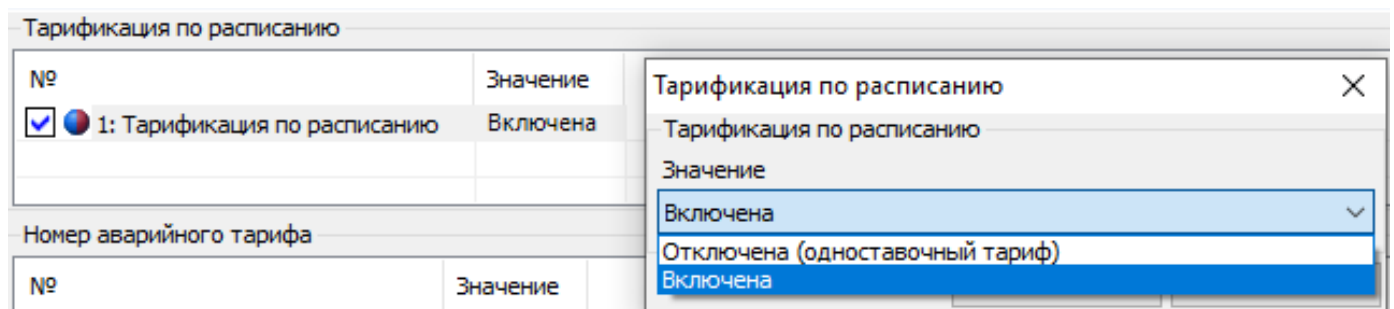 Тарификация по расписанию
№ Значение
1: Тарификация по расписанию Включена
Номер аварийного тарифа
№ Значение
Тарификация по расписанию
Тарификация по расписанию
Значение
Включена
Отключена (одноставочный тариф)
Включена